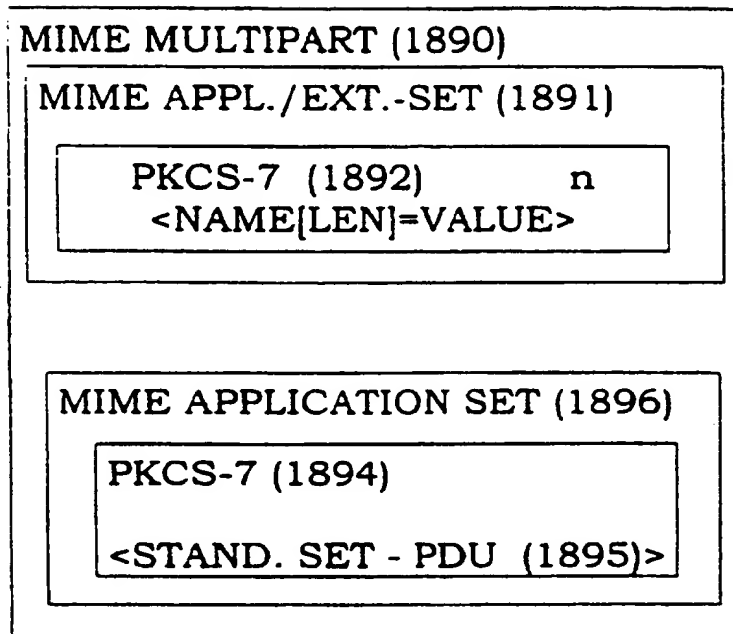 MIME MULTIPART (1890)
MIME APPL./EXT.-SET (1891)
PKCS-7 (1892) n
<NAME[LEN]=VALUE>
MIME APPLICATION SET (1896)
PKCS-7 (1894)
<STAND. SET - PDU (1895)>